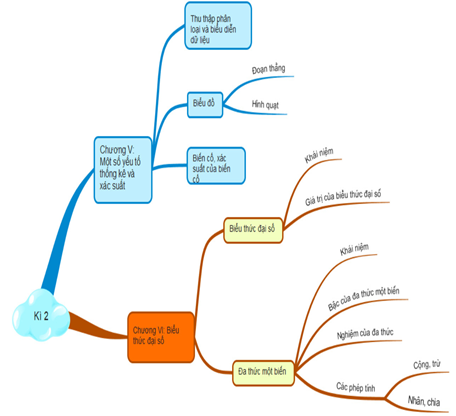 Thu thập phân
loại và biểu diễn
dữ liệu
Đoạn thẳng
Biểu đồ
Hình quạt
Chương V:
Một số yếu tố
thống kê và
xác suất
Biến cố, xác
suất của biến
cố
Khái niệm
Giá trị của biểu thức đại số
Biểu thức đại số
Khái niệm
Bậc của đa thức một biến
Kì 2
Chương VI: Biểu
thức đại số
Nghiệm của đa thức
Đa thức một biến
Cộng, trừ
Các phép tính
Nhân, chia